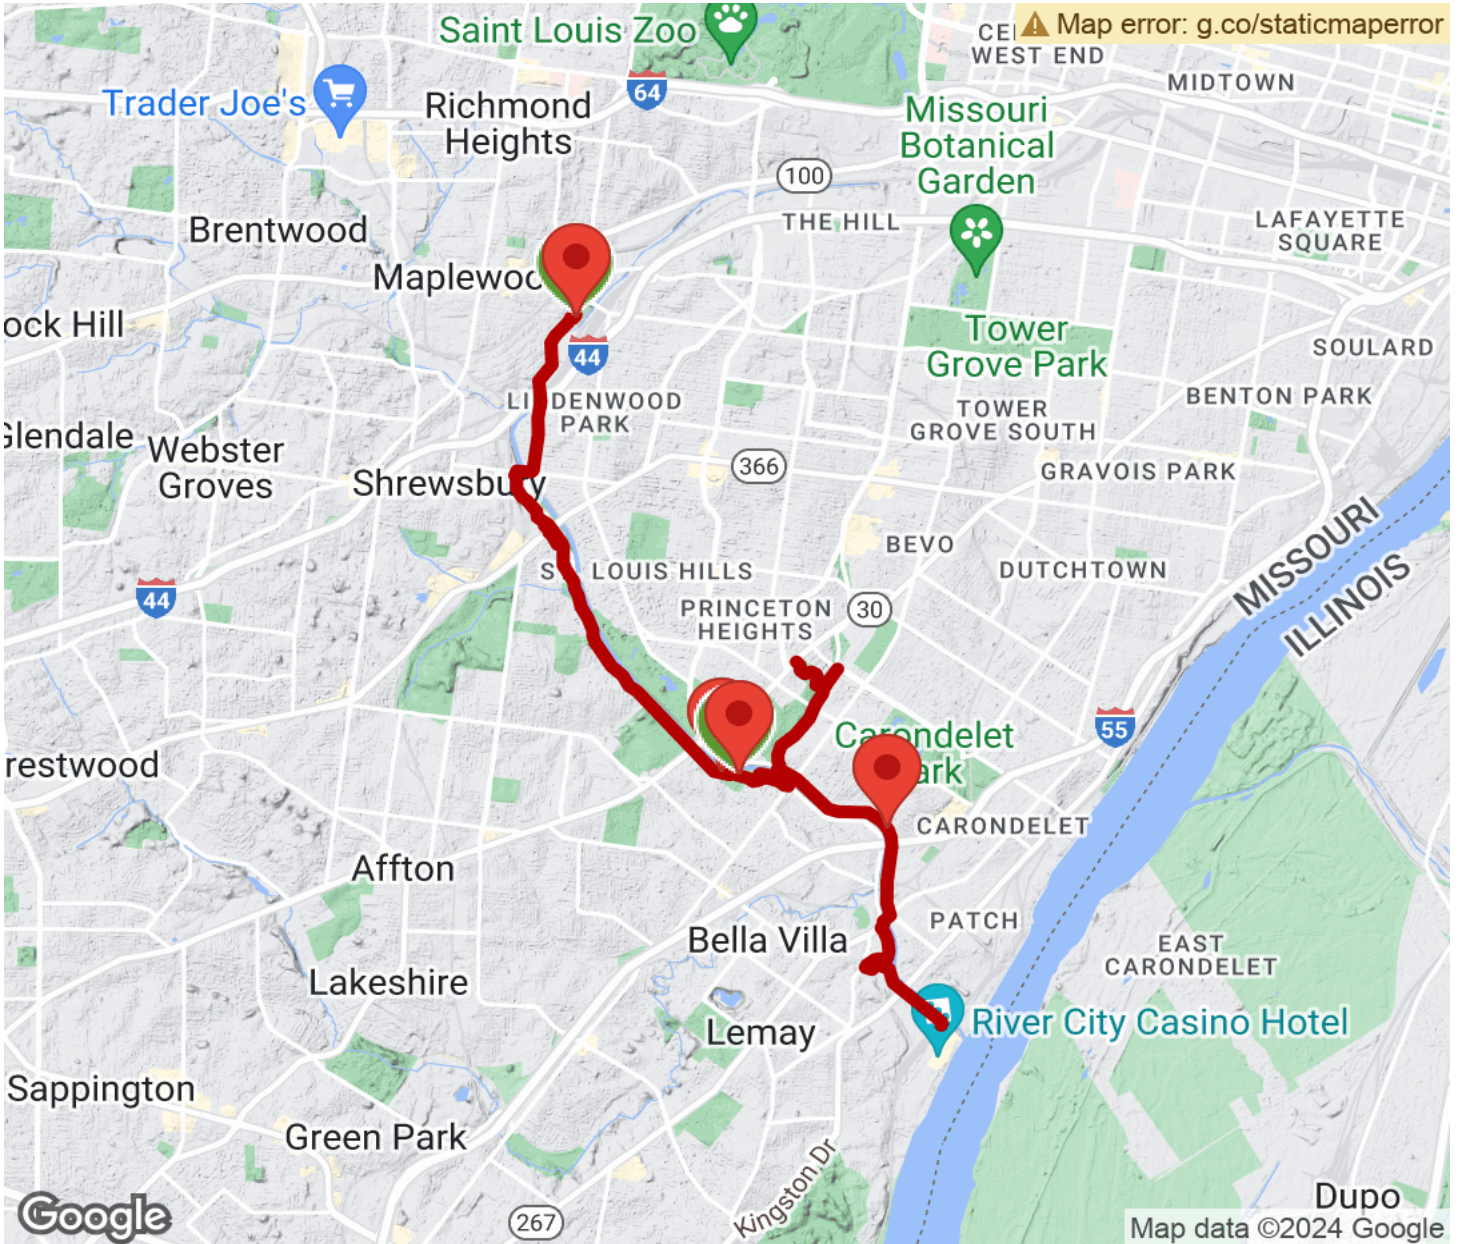 Saint Louis Zoo
CE
WEST END
Map error: g.co/staticmaperror
MIDTOWN
Trader Joe's
Richmond
Heights
64
Missouri
Botanical
Garden
100
THE HILL
LAFAYETTE
SQUARE
Brentwood
Maplewoo
ock Hill
44
Tower
Grove Park
SOULARD
BENTON PARK
LINDENWOOD
PARK
TOWER
GROVE SOUTH
Glendale
Webster
Groves
366
GRAVOIS PARK
Shrewsbury
MISSOURI
ILLINOIS
BEVO
DUTCHTOWN
S LOUIS HILLS
44
PRINCETON
HEIGHTS
30
55
Carondelet
ark
restwood
CARONDELET
Affton
PATCH
Bella Villa
EAST
CARONDELET
Lakeshire
River City Casino Hotel
Lemay
Sappington
Green Park
Kingston Dr
Dupo
267
Google
Map data ©2024 Google